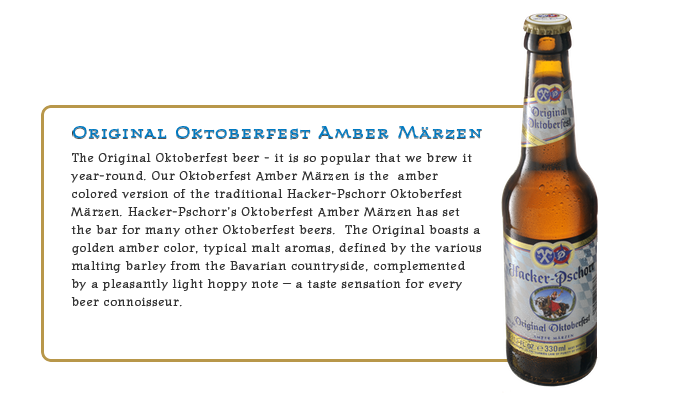 Original Oktoberfest Amber Märzen
The Original Oktoberfest beer - it is so popular that we brew it
year-round. Our Oktoberfest Amber Märzen is the amber
colored version of the traditional Hacker-Pschorr Oktoberfest
Märzen. Hacker-Pschorr's Oktoberfest Amber Märzen has set
the bar for many other Oktoberfest beers. The Original boasts a
golden amber color, typical malt aromas, defined by the various
malting barley from the Bavarian countryside, complemented
by a pleasantly light hoppy note – a taste sensation for every
beer connoisseur.
Original
Oktoberfest
Hacker-Pschorr
Original Oktoberfest
AMBER MÄRZEN
330ml